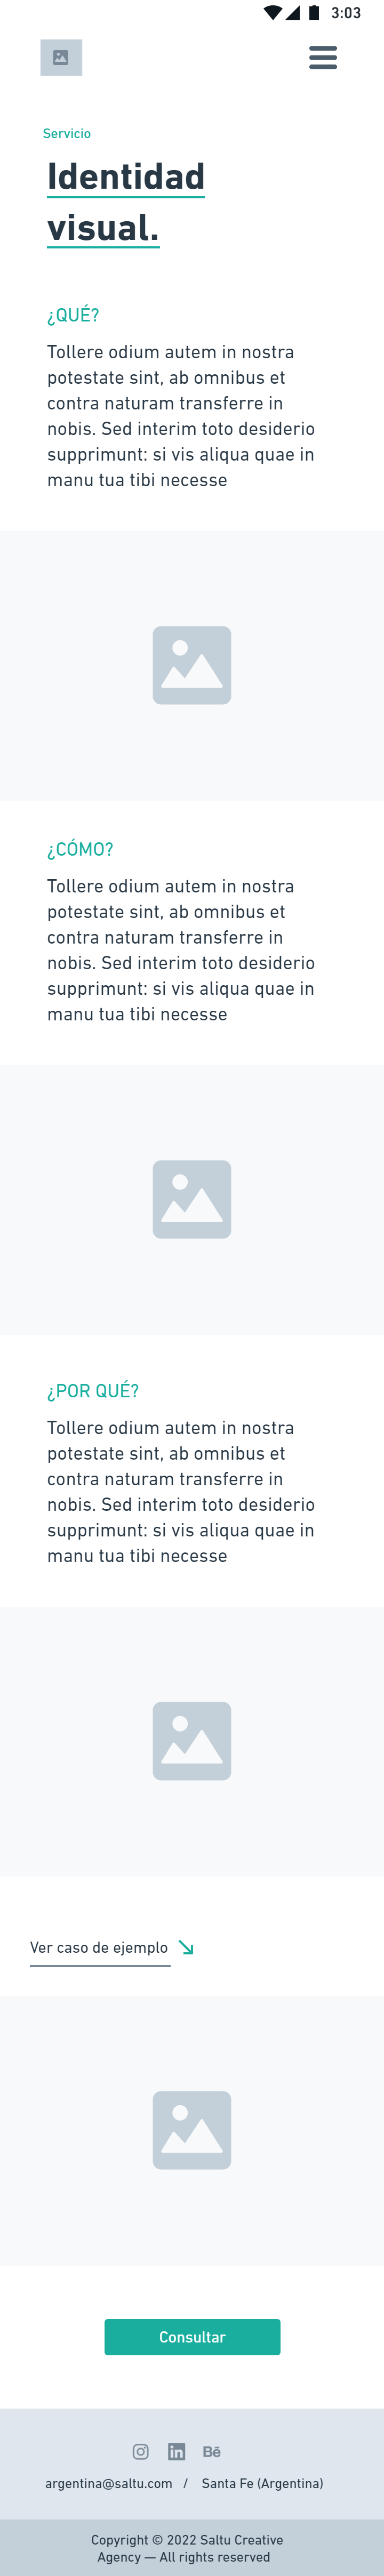 3:03
Servicio
Identidad
visual.
¿QUÉ?
Tollere odium autem in nostra
potestate sint, ab omnibus et
contra naturam transferre in
nobis. Sed interim toto desiderio
supprimunt: si vis aliqua quae in
manu tua tibi necesse
¿CÓMO?
Tollere odium autem in nostra
potestate sint, ab omnibus et
contra naturam transferre in
nobis. Sed interim toto desiderio
supprimunt: si vis aliqua quae in
manu tua tibi necesse
¿POR QUÉ?
Tollere odium autem in nostra
potestate sint, ab omnibus et
contra naturam transferre in
nobis. Sed interim toto desiderio
supprimunt: si vis aliqua quae in
manu tua tibi necesse
Ver caso de ejemplo
Consultar
in Bē
argentina@saltu.com / Santa Fe (Argentina)
Copyright © 2022 Saltu Creative
Agency — All rights reserved